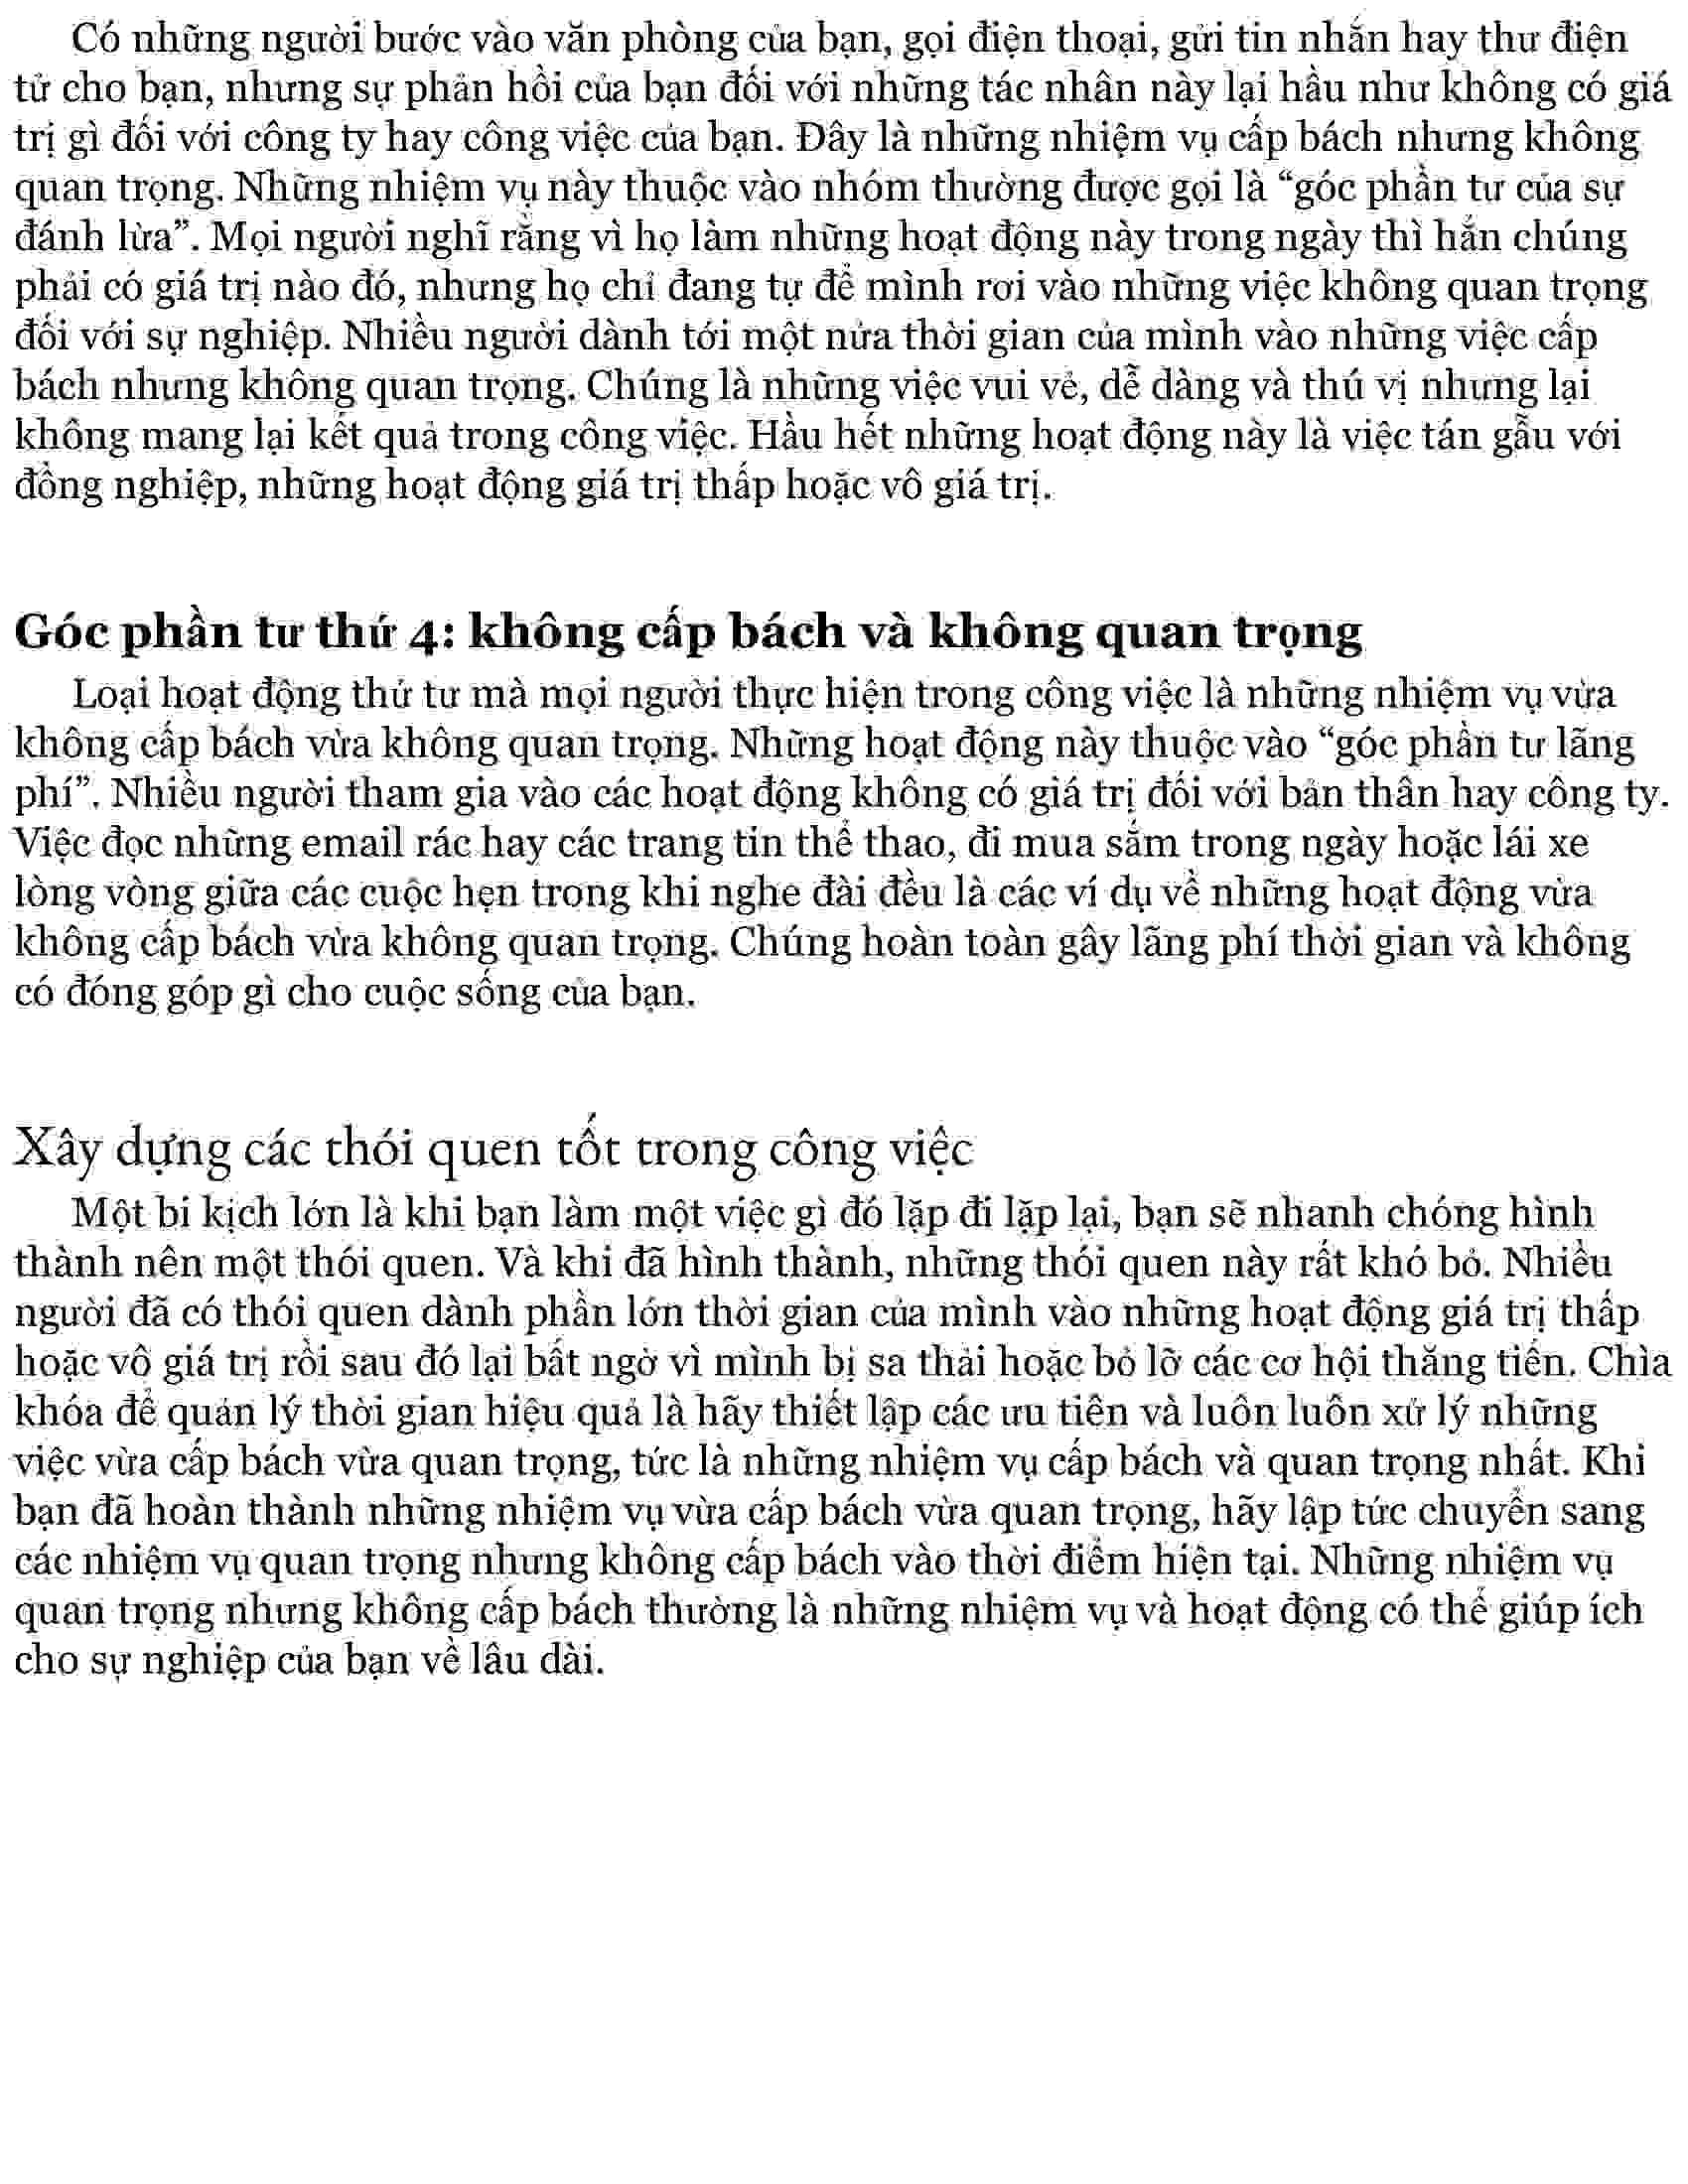 Có những người bước vào văn phòng của bạn, gọi điện thoại, gửi tin nhắn hay thư điện
tử cho bạn, nhưng sự phản hồi của bạn đối với những tác nhân này lại hầu như không có giá
trị gì đối với công ty hay công việc của bạn. Đây là những nhiệm vụ cấp bách nhưng không
quan trọng. Những nhiệm vụ này thuộc vào nhóm thường được gọi là “góc phần tư của sự
đánh lừa”. Mọi người nghĩ rằng vì họ làm những hoạt động này trong ngày thì hẳn chúng
phải có giá trị nào đó, nhưng họ chỉ đang tự để mình rơi vào những việc không quan trọng
đối với sự nghiệp. Nhiều người dành tới một nửa thời gian của mình vào những việc cấp
bách nhưng không quan trọng. Chúng là những việc vui vẻ, dễ dàng và thú vị nhưng lại
không mang lại kết quả trong công việc. Hầu hết những hoạt động này là việc tán gẫu với
đồng nghiệp, những hoạt động giá trị thấp hoặc vô giá trị.
Góc phần tư thứ 4: không cấp bách và không quan trọng
Loại hoạt động thứ tư mà mọi người thực hiện trong công việc là những nhiệm vụ vừa
không cấp bách vừa không quan trọng. Những hoạt động này thuộc vào “góc phần tư lãng
phí”. Nhiều người tham gia vào các hoạt động không có giá trị đối với bản thân hay công ty.
Việc đọc những email rác hay các trang tin thể thao, đi mua sắm trong ngày hoặc lái xe
lòng vòng giữa các cuộc hẹn trong khi nghe đài đều là các ví dụ về những hoạt động vừa
không cấp bách vừa không quan trọng. Chúng hoàn toàn gây lãng phí thời gian và không
có đóng góp gì cho cuộc sống của bạn.
Xây dựng các thói quen tốt trong công việc
Một bi kịch lớn là khi bạn làm một việc gì đó lặp đi lặp lại, bạn sẽ nhanh chóng hình
thành nên một thói quen. Và khi đã hình thành, những thói quen này rất khó bỏ. Nhiều
người đã có thói quen dành phần lớn thời gian của mình vào những hoạt động giá trị thấp
hoặc vô giá trị rồi sau đó lại bất ngờ vì mình bị sa thải hoặc bỏ lỡ các cơ hội thăng tiến. Chìa
khóa để quản lý thời gian hiệu quả là hãy thiết lập các ưu tiên và luôn luôn xử lý những
việc vừa cấp bách vừa quan trọng, tức là những nhiệm vụ cấp bách và quan trọng nhất. Khi
bạn đã hoàn thành những nhiệm vụ vừa cấp bách vừa quan trọng, hãy lập tức chuyển sang
các nhiệm vụ quan trọng nhưng không cấp bách vào thời điểm hiện tại. Những nhiệm vụ
quan trọng nhưng không cấp bách thường là những nhiệm vụ và hoạt động có thể giúp ích
cho sự nghiệp của bạn về lâu dài.